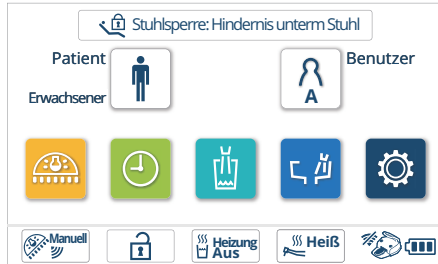 Stuhlsperre: Hindernis unterm Stuhl
Patient
Benutzer
Erwachsener
A
Manuell
Heizung
Aus
Heiß